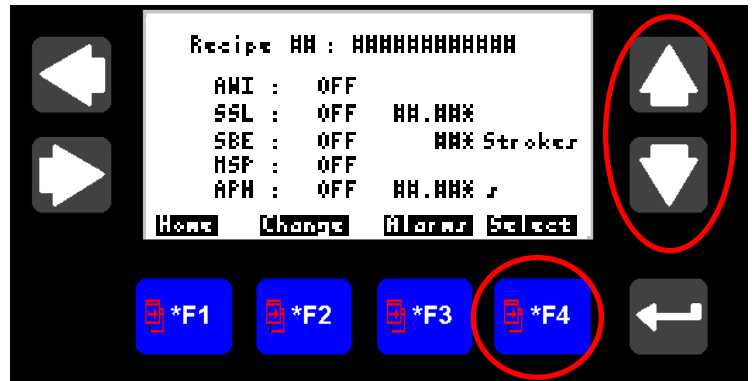 Recipe ## : ############
AWI : OFF
SSL : OFF ##.###
SBE : OFF ### Strokes
MSP : OFF
APM : OFF ##.### s
Home Change Alarms Select
*F1 *F2 *F3 *F4